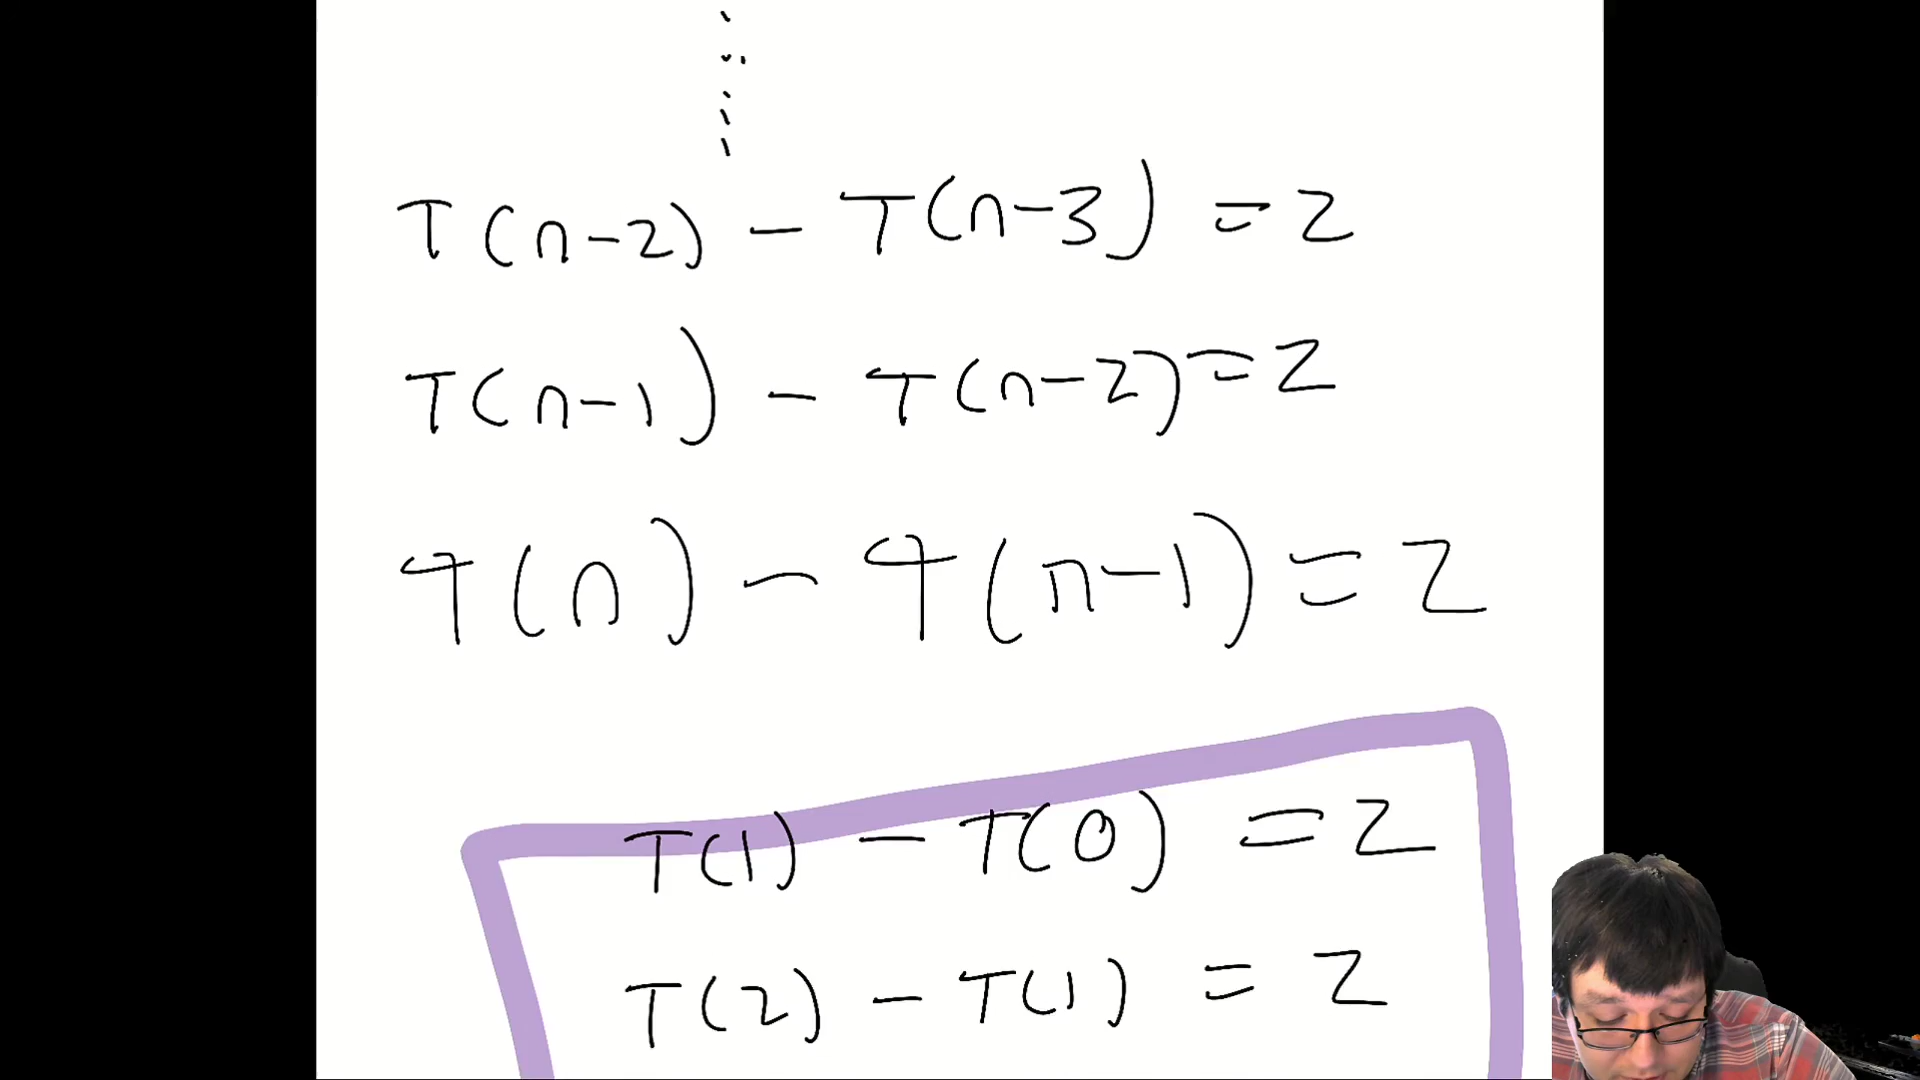 T(n-2) - T(n-3) = 2
T(n-1) - T(n-2) = 2
T(n) - T(n-1) = 2
T(1) - T(0) = 2
T(2) - T(1) = 2